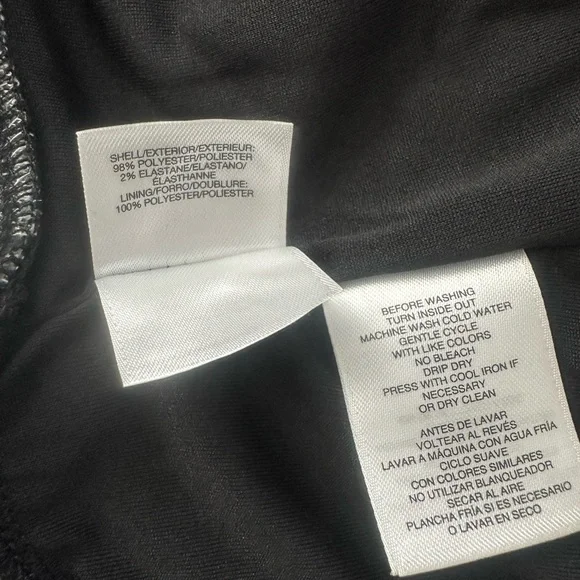 SHELL/EXTERIOR/EXTERIEUR:
98% POLYESTER/POLIESTER
2% ELASTANE/ELASTANO/
ÉLASTHANNE
LINING/FORRO/DOUBLURE:
100% POLYESTER/POLIESTER
BEFORE WASHING
TURN INSIDE OUT
MACHINE WASH COLD WATER
GENTLE CYCLE
WITH LIKE COLORS
NO BLEACH
DRIP DRY
PRESS WITH COOL IRON IF
NECESSARY
OR DRY CLEAN
ANTES DE LAVAR
VOLTEAR AL REVÉS
LAVAR A MÁQUINA CON AGUA FRÍA
CICLO SUAVE
CON COLORES SIMILARES
NO UTILIZAR BLANQUEADOR
SECAR AL AIRE
PLANCHA FRÍA SI ES NECESARIO
O LAVAR EN SECO